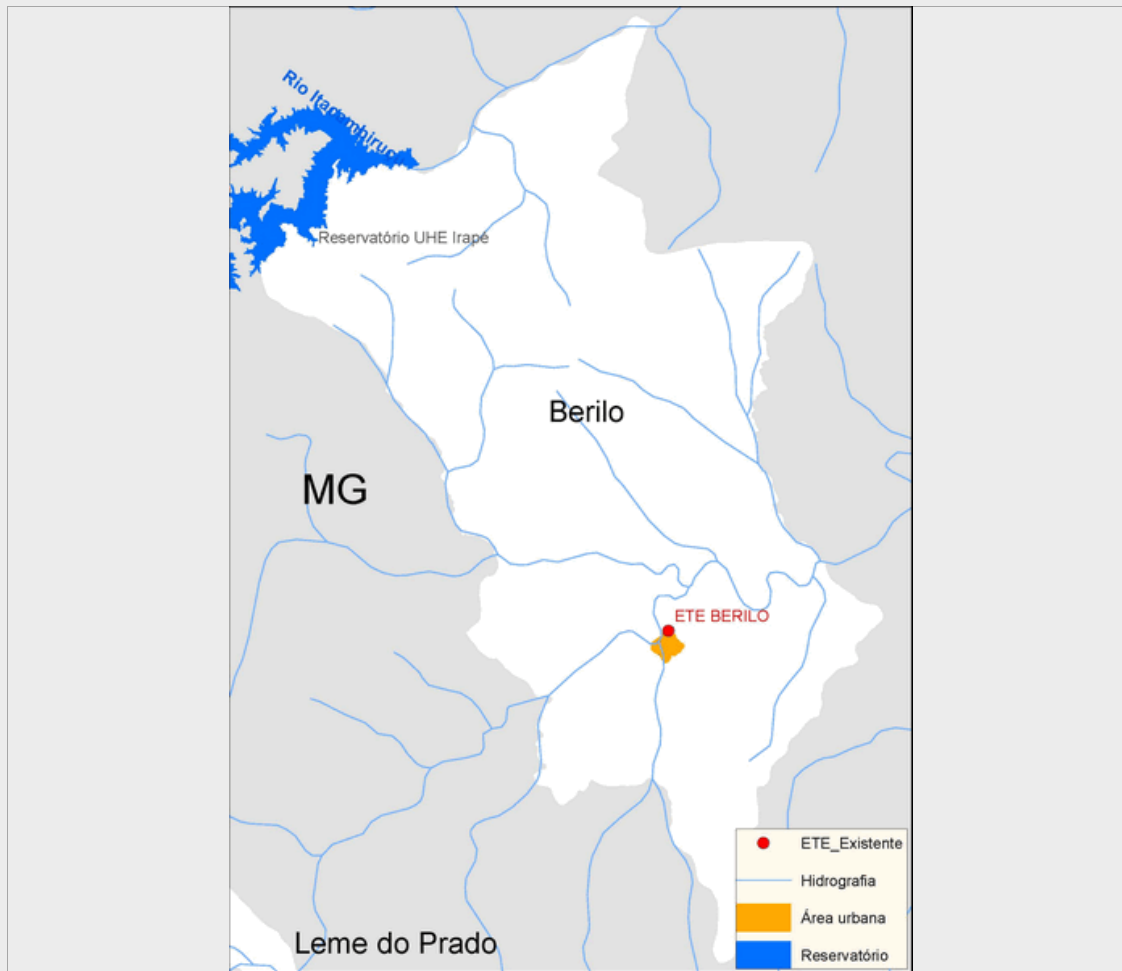 Rio Itacambiruçu
Reservatório UHE Irapé
Berilo
MG
ETE BERILO
Leme do Prado
ETE_Existente
Hidrografia
Área urbana
Reservatório